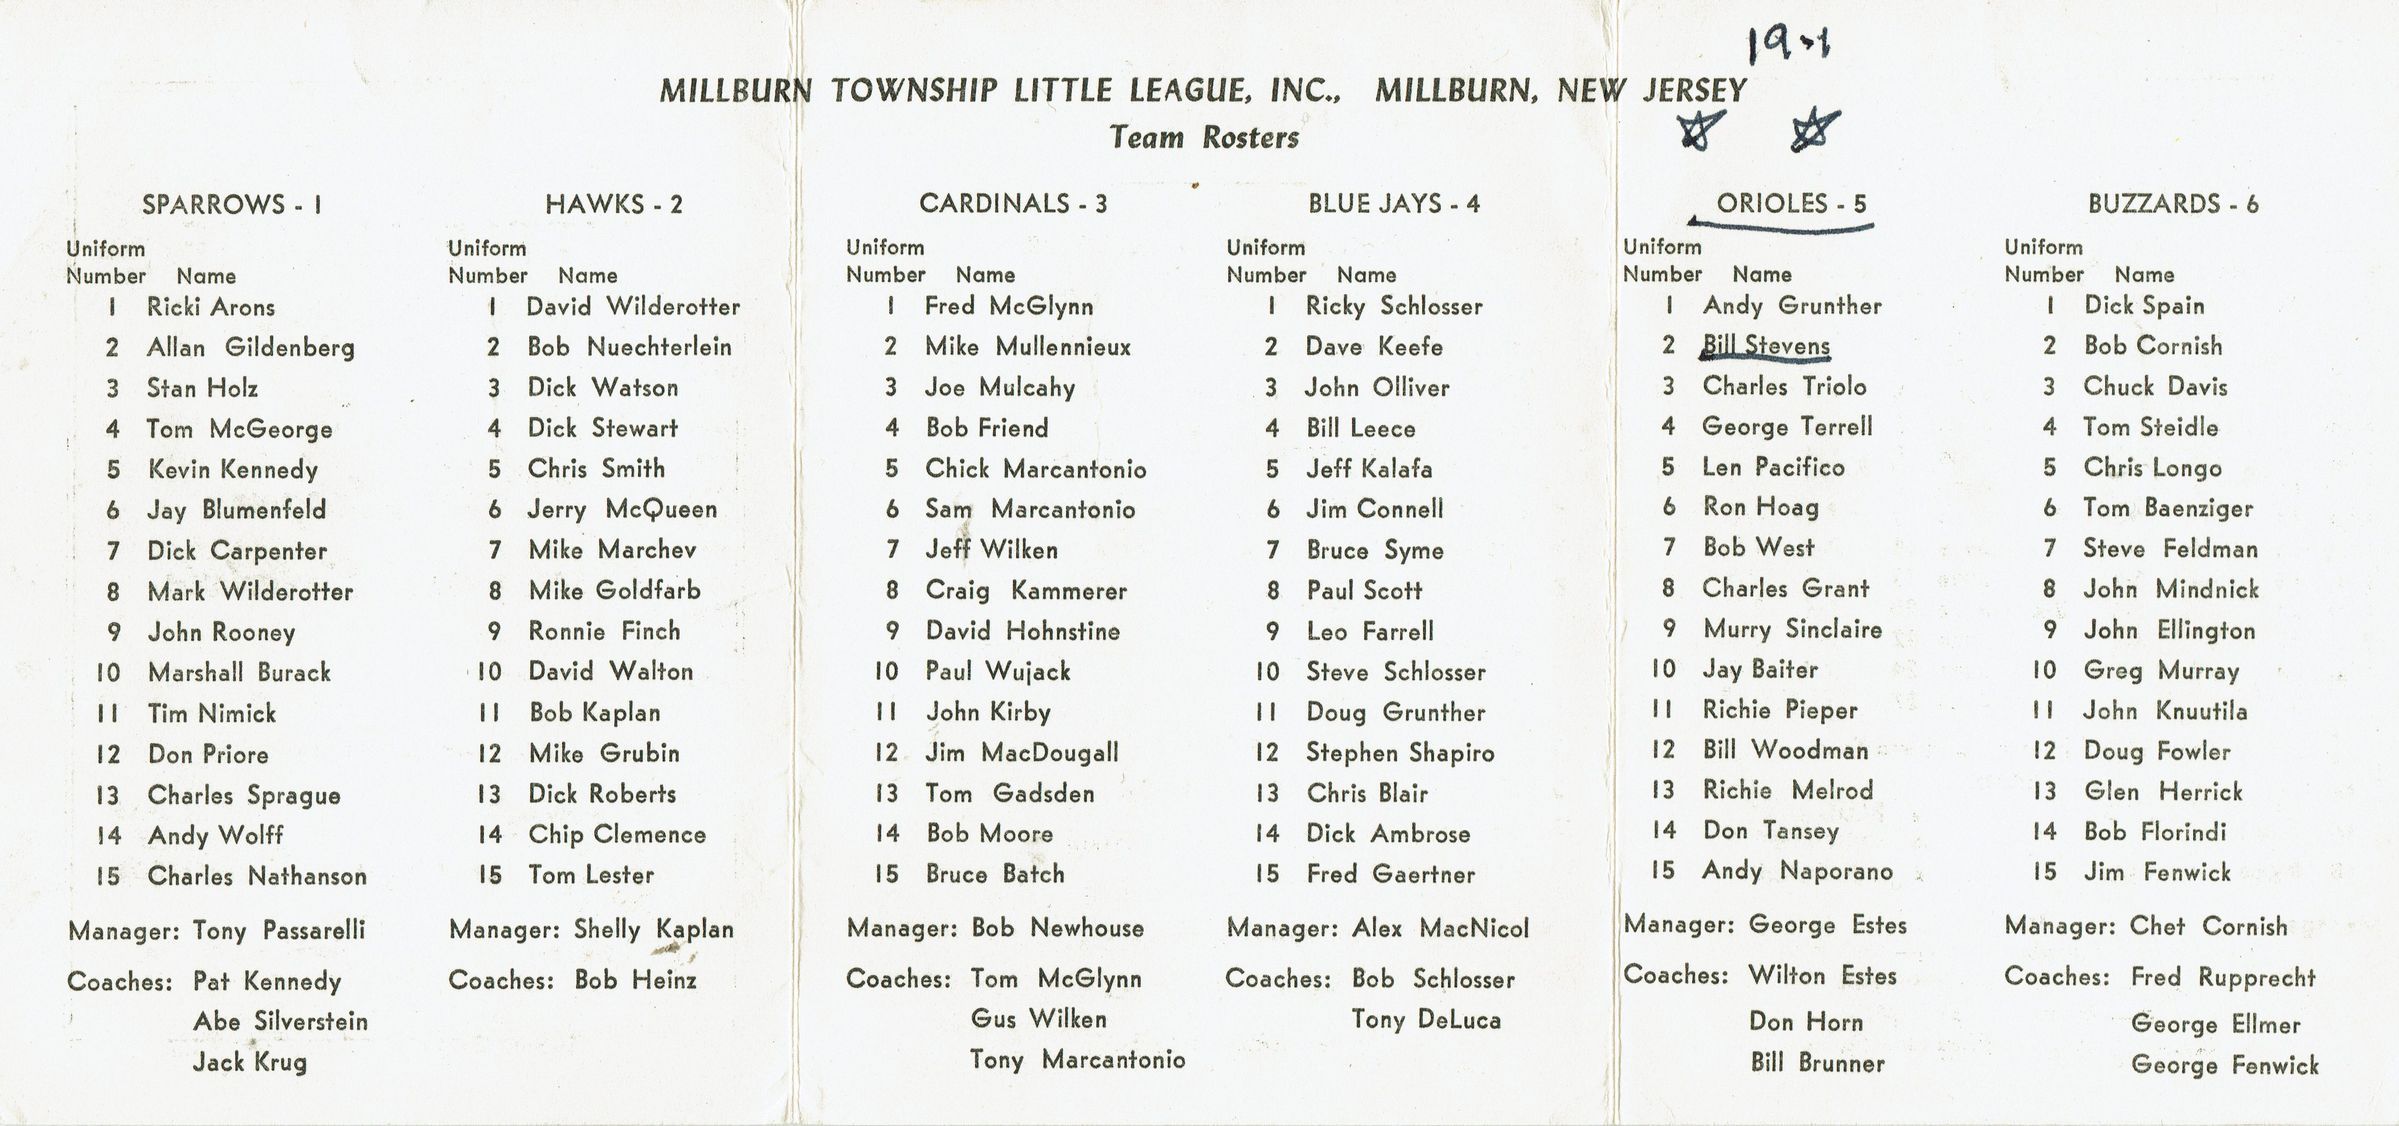 MILLBURN TOWNSHIP LITTLE LEAGUE, INC., MILLBURN, NEW JERSEY
Team Rosters
SPARROWS - 1
Uniform
Number Name
1 Ricki Arons
2 Allan Gildenberg
3 Stan Holz
4 Tom McGeorge
5 Kevin Kennedy
6 Jay Blumenfeld
7 Dick Carpenter
8 Mark Wilderotter
9 John Rooney
10 Marshall Burack
11 Tim Nimick
12 Don Priore
13 Charles Sprague
14 Andy Wolff
15 Charles Nathanson
Manager: Tony Passarelli
Coaches: Pat Kennedy
Abe Silverstein
Jack Krug
HAWKS - 2
Uniform
Number Name
1 David Wilderotter
2 Bob Nuechterlein
3 Dick Watson
4 Dick Stewart
5 Chris Smith
6 Jerry McQueen
7 Mike Marchev
8 Mike Goldfarb
9 Ronnie Finch
10 David Walton
11 Bob Kaplan
12 Mike Grubin
13 Dick Roberts
14 Chip Clemence
15 Tom Lester
Manager: Shelly Kaplan
Coaches: Bob Heinz
CARDINALS - 3
Uniform
Number Name
1 Fred McGlynn
2 Mike Mullennieux
3 Joe Mulcahy
4 Bob Friend
5 Chick Marcantonio
6 Sam Marcantonio
7 Jeff Wilken
8 Craig Kammerer
9 David Hohnstine
10 Paul Wujack
11 John Kirby
12 Jim MacDougall
13 Tom Gadsden
14 Bob Moore
15 Bruce Batch
Manager: Bob Newhouse
Coaches: Tom McGlynn
Gus Wilken
Tony Marcantonio
BLUE JAYS - 4
Uniform
Number Name
1 Ricky Schlosser
2 Dave Keefe
3 John Olliver
4 Bill Leece
5 Jeff Kalafa
6 Jim Connell
7 Bruce Syme
8 Paul Scott
9 Leo Farrell
10 Steve Schlosser
11 Doug Grunther
12 Stephen Shapiro
13 Chris Blair
14 Dick Ambrose
15 Fred Gaertner
Manager: Alex MacNicol
Coaches: Bob Schlosser
Tony DeLuca
ORIOLES - 5
Uniform
Number Name
1 Andy Grunther
2 Bill Stevens
3 Charles Triolo
4 George Terrell
5 Len Pacifico
6 Ron Hoag
7 Bob West
8 Charles Grant
9 Murry Sinclaire
10 Jay Baiter
11 Richie Pieper
12 Bill Woodman
13 Richie Melrod
14 Don Tansey
15 Andy Naporano
Manager: George Estes
Coaches: Wilton Estes
Don Horn
Bill Brunner
BUZZARDS - 6
Uniform
Number Name
1 Dick Spain
2 Bob Cornish
3 Chuck Davis
4 Tom Steidle
5 Chris Longo
6 Tom Baenziger
7 Steve Feldman
8 John Mindnick
9 John Ellington
10 Greg Murray
11 John Knuutila
12 Doug Fowler
13 Glen Herrick
14 Bob Florindi
15 Jim Fenwick
Manager: Chet Cornish
Coaches: Fred Rupprecht
George Ellmer
George Fenwick